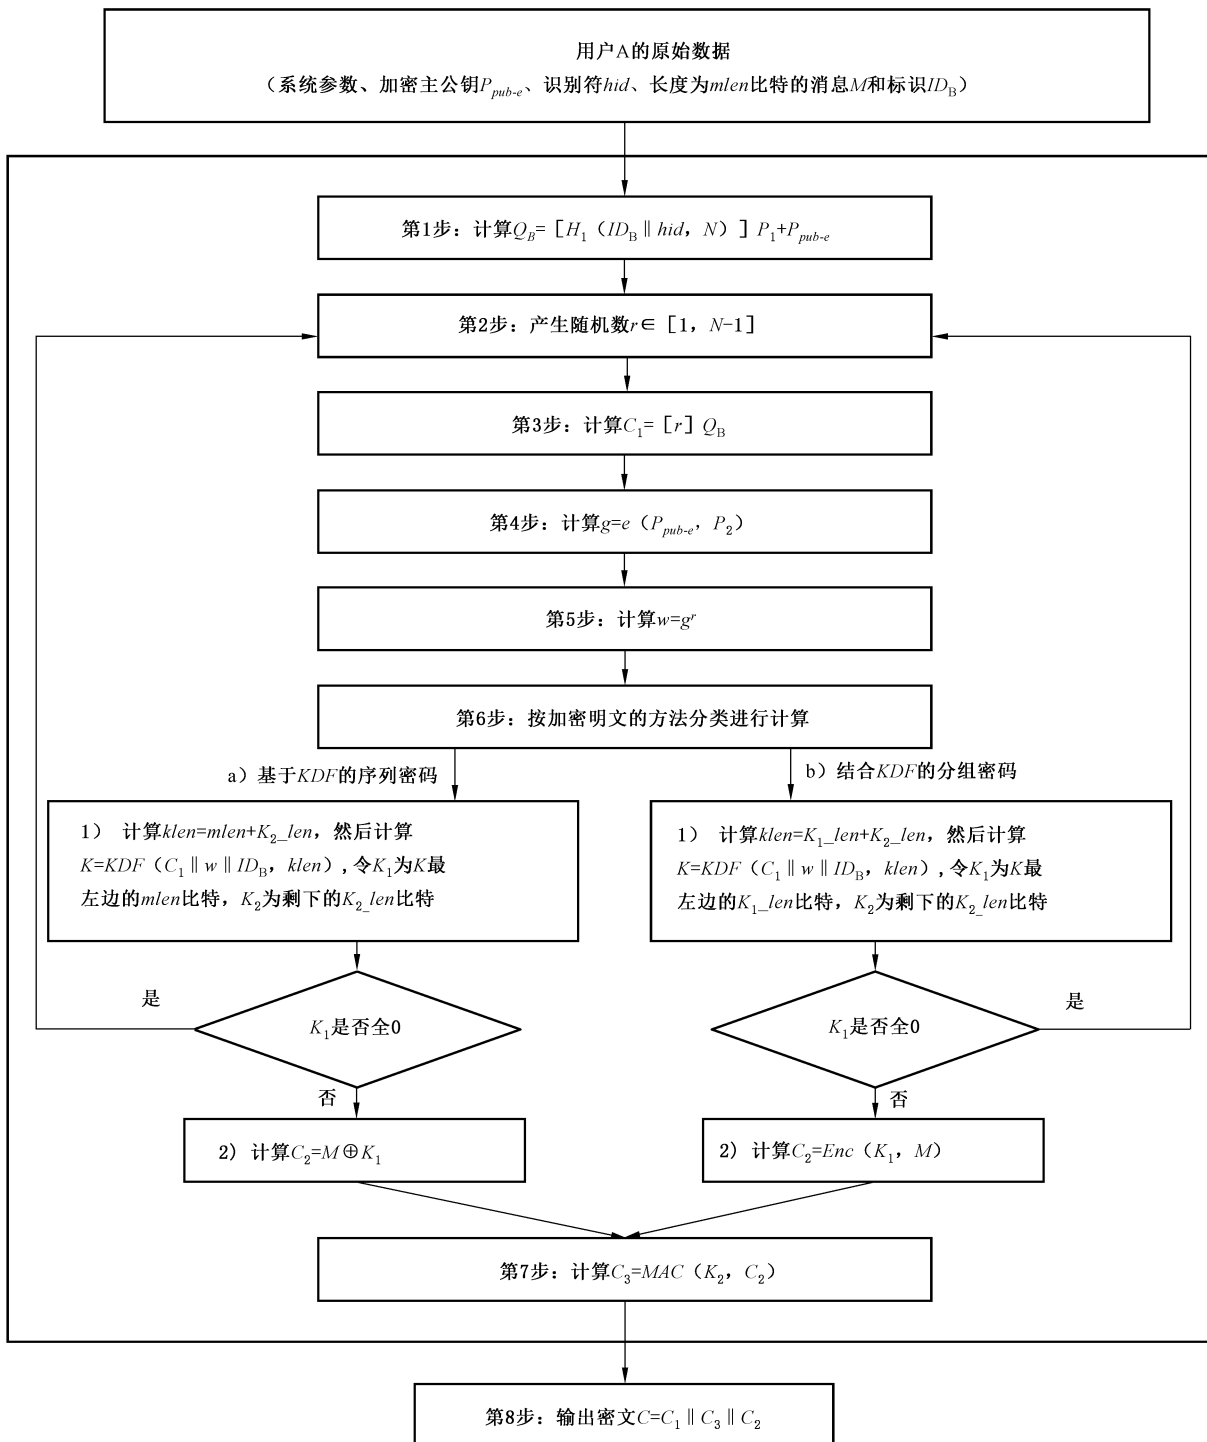 用户A的原始数据
（系统参数、加密主公钥P_{pub-e}、识别符hid、长度为mlen比特的消息M和标识ID_B）
第1步：计算Q_B=［H_1（ID_B‖hid，N）］P_1+P_{pub-e}
第2步：产生随机数r∈［1，N-1］
第3步：计算C_1=［r］Q_B
第4步：计算g=e（P_{pub-e}，P_2）
第5步：计算w=g^r
第6步：按加密明文的方法分类进行计算
a）基于KDF的序列密码
b）结合KDF的分组密码
1） 计算klen=mlen+K_2_len，然后计算
K=KDF（C_1‖w‖ID_B，klen）,令K_1为K最
左边的mlen比特，K_2为剩下的K_2_len比特
1） 计算klen=K_1_len+K_2_len，然后计算
K=KDF（C_1‖w‖ID_B，klen）,令K_1为K最
左边的K_1_len比特，K_2为剩下的K_2_len比特
是
K_1是否全0
否
是
K_1是否全0
否
2）计算C_2=M⊕K_1
2）计算C_2=Enc（K_1，M）
第7步：计算C_3=MAC（K_2，C_2）
第8步：输出密文C=C_1‖C_3‖C_2